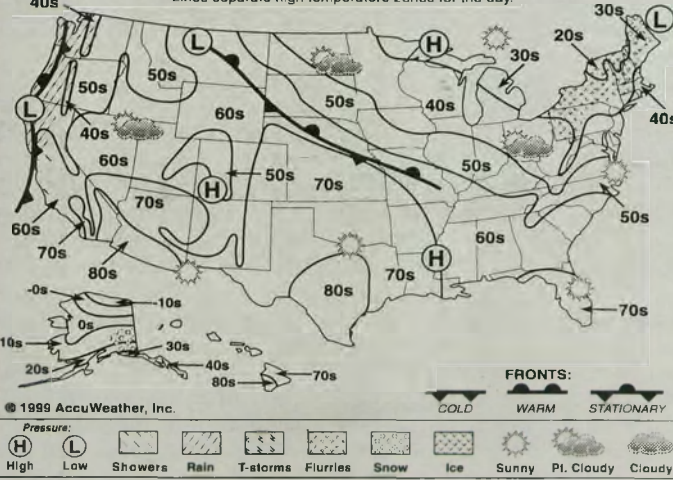 Lines separate high temperature zones for the day.
40s
L
H
30s
L
20s
30s
50s
50s
50s
40s
40s
L
40s
60s
60s
50s
50s
H
70s
70s
50s
60s
70s
80s
H
60s
80s
70s
70s
-0s
10s
0s
10s
30s
20s
40s
80s
70s
FRONTS:
COLD WARM STATIONARY
© 1999 AccuWeather, Inc.
Pressure:
H L
High Low Showers Rain T-storms Flurries Snow Ice Sunny Pt. Cloudy Cloudy